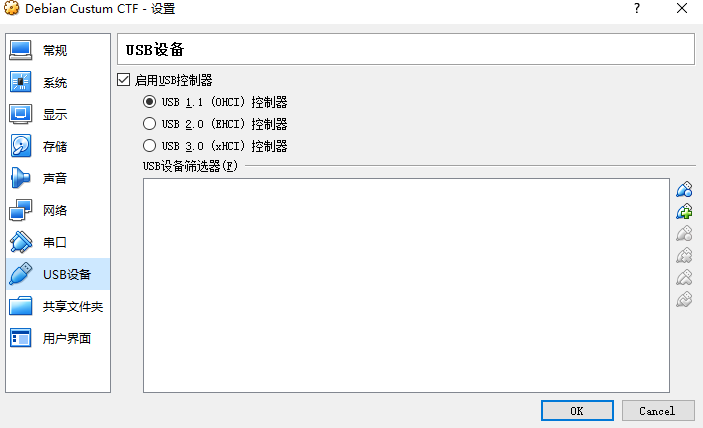 Debian Custum CTF - 设置
?
常规
系统
显示
存储
声音
网络
串口
USB设备
共享文件夹
用户界面
USB设备
启用USB控制器
USB 1.1 (OHCI) 控制器
USB 2.0 (EHCI) 控制器
USB 3.0 (xHCI) 控制器
USB设备筛选器(F)
OK
Cancel